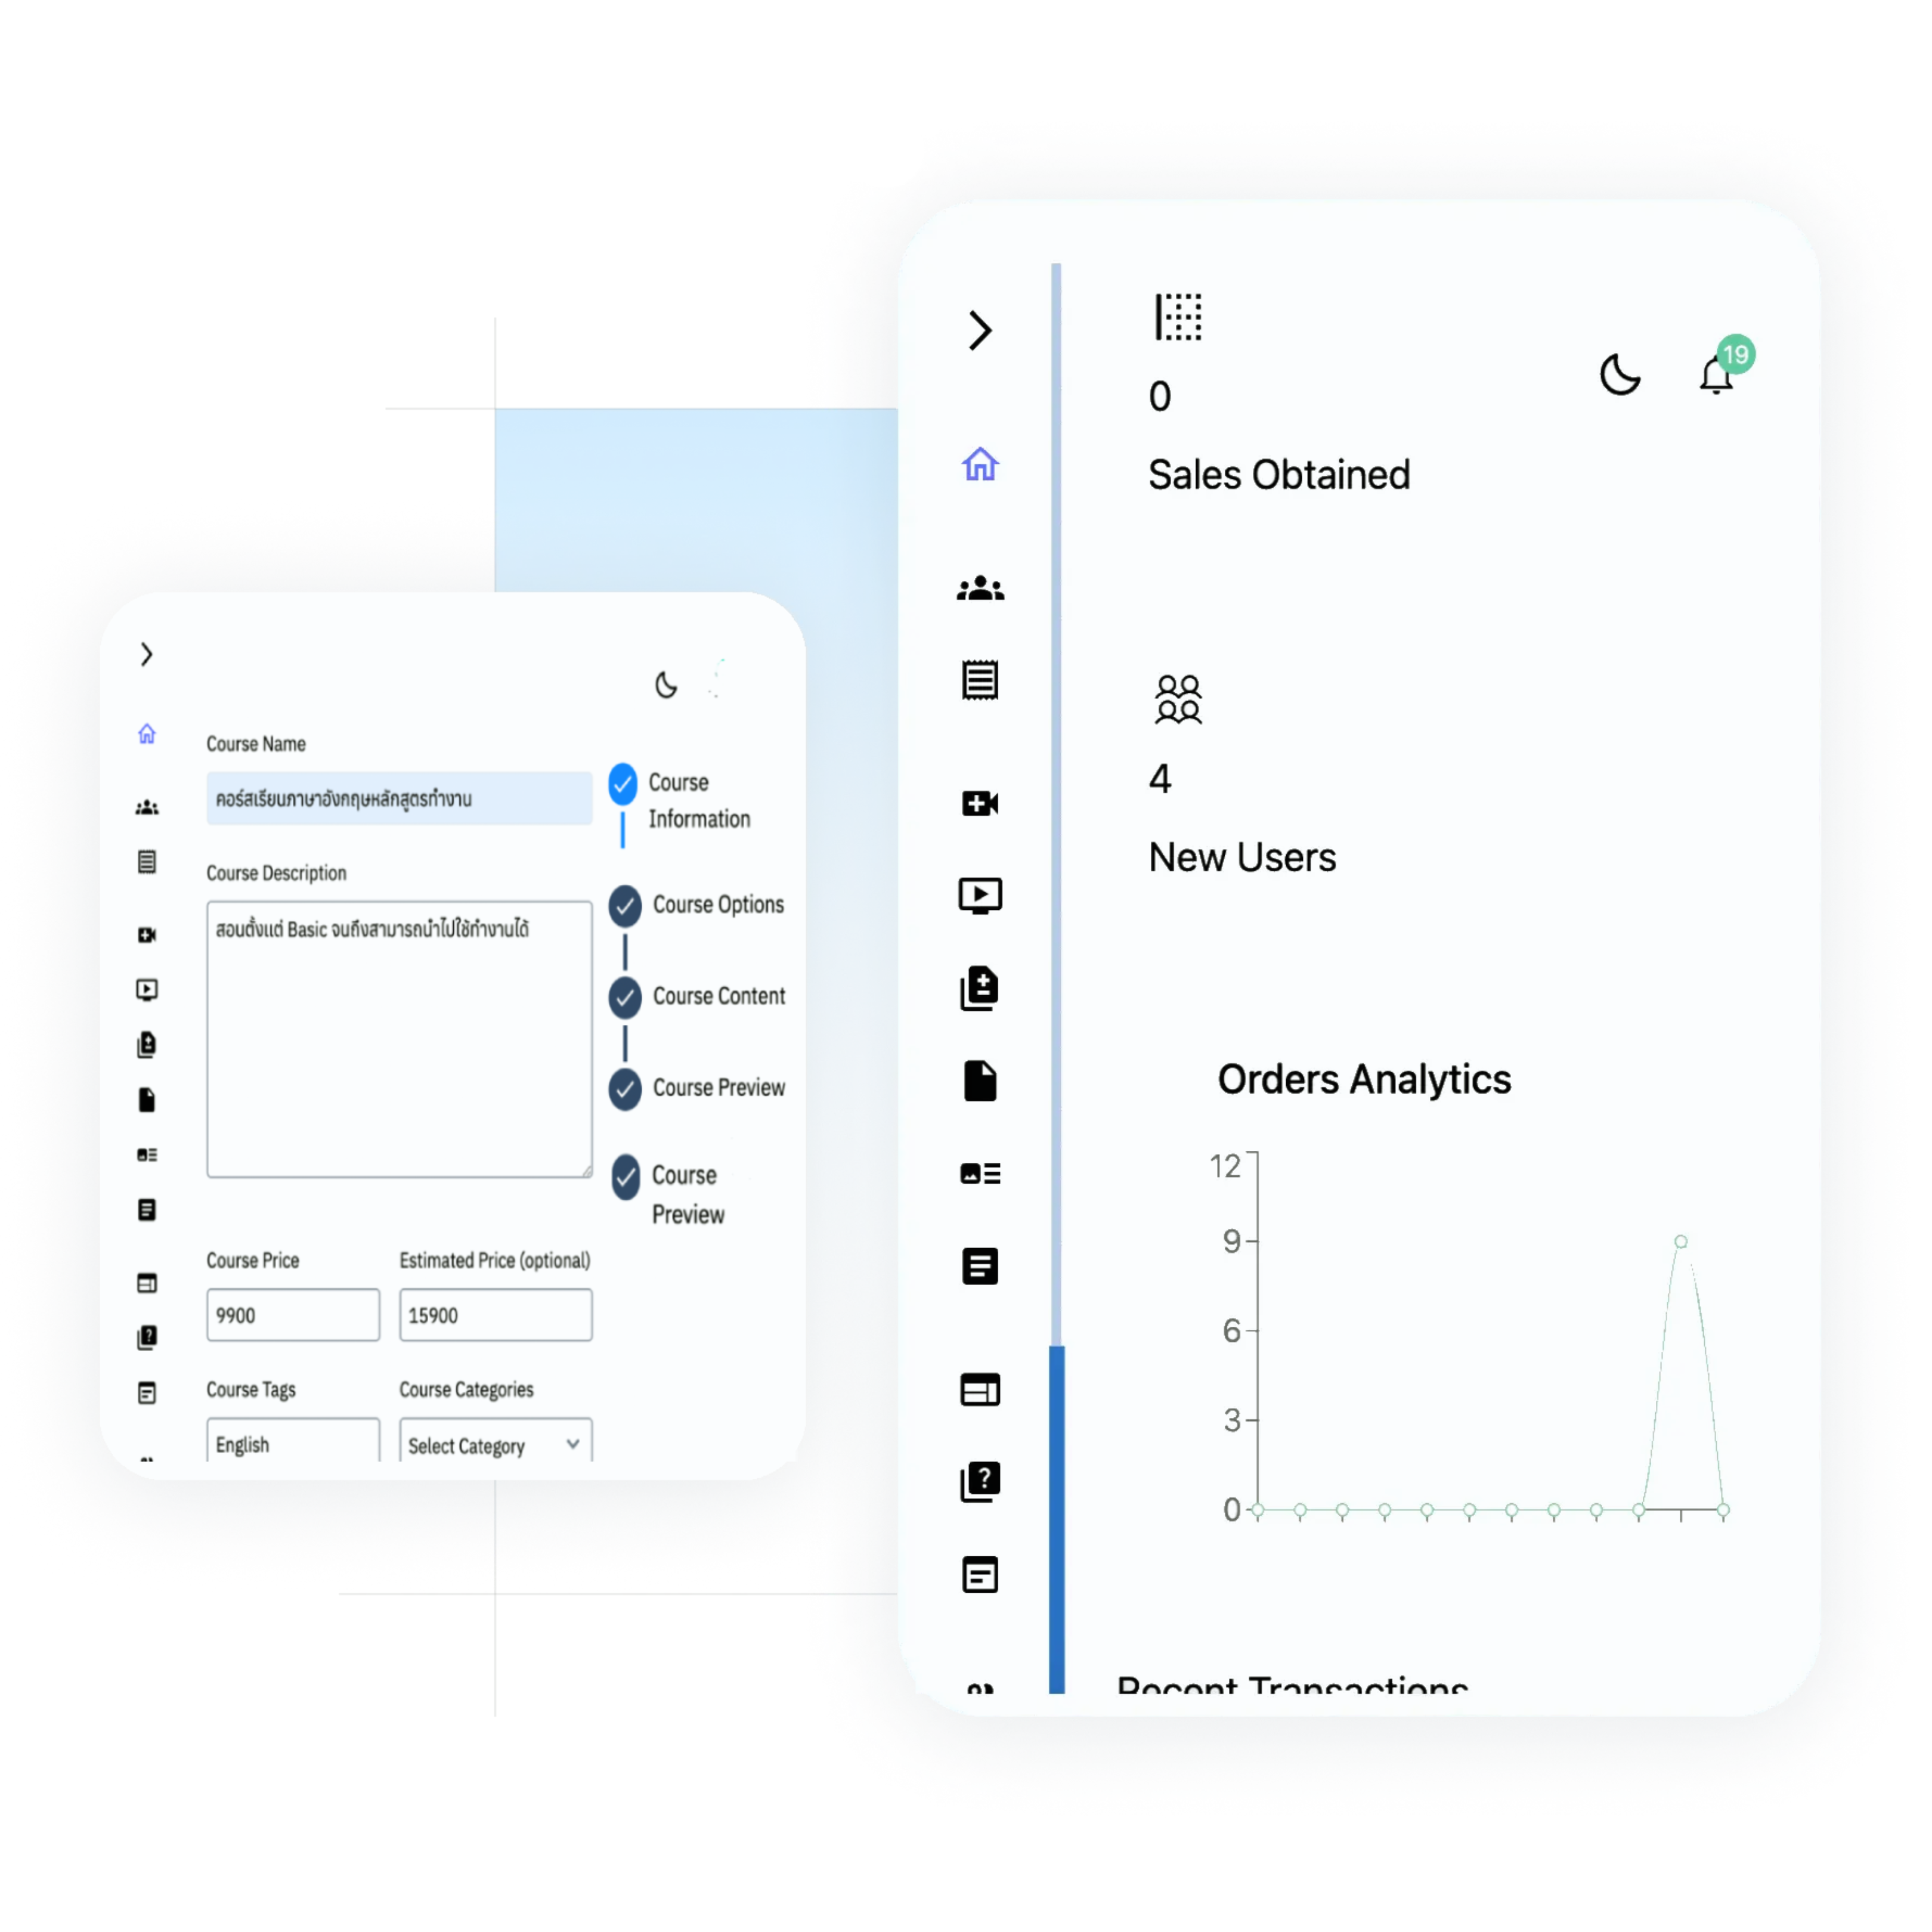 Course Name
คอร์สเรียนภาษาอังกฤษหลักสูตรทำงาน
Course Description
สอนตั้งแต่ Basic จนถึงสามารถนำไปใช้ทำงานได้
Course
Information
Course Options
Course Content
Course Preview
Course
Preview
Course Price
Estimated Price (optional)
9900
15900
Course Tags
Course Categories
English
Select Category
0
19
Sales Obtained
4
New Users
Orders Analytics
12
9
6
3
0
Recent Transactions